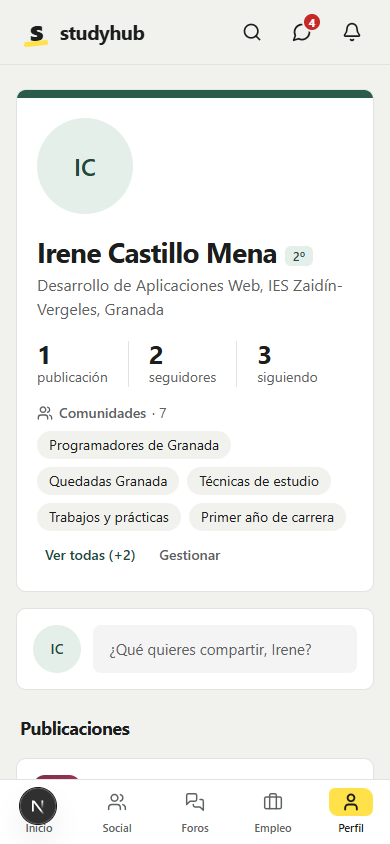 s studyhub
4
IC
Irene Castillo Mena 2º
Desarrollo de Aplicaciones Web, IES Zaidín-
Vergeles, Granada
1 2 3
publicación seguidores siguiendo
Comunidades · 7
Programadores de Granada
Quedadas Granada Técnicas de estudio
Trabajos y prácticas Primer año de carrera
Ver todas (+2) Gestionar
IC ¿Qué quieres compartir, Irene?
Publicaciones
N
Inicio Social Foros Empleo Perfil